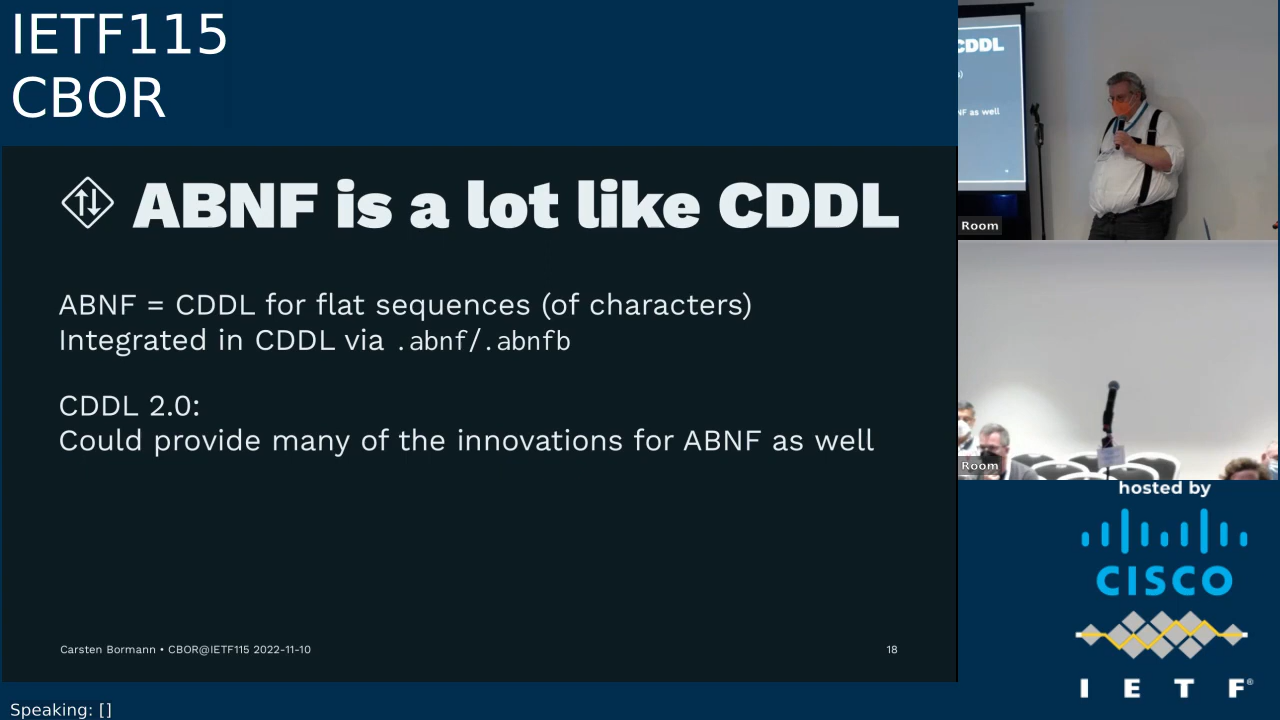 IETF115
CBOR
ABNF is a lot like CDDL
ABNF = CDDL for flat sequences (of characters)
Integrated in CDDL via .abnf/.abnfb
CDDL 2.0:
Could provide many of the innovations for ABNF as well
Carsten Bormann • CBOR@IETF115 2022-11-10
18
CDDL
NF as well
Room
Room
hosted by
CISCO
I E T F®
Speaking: []